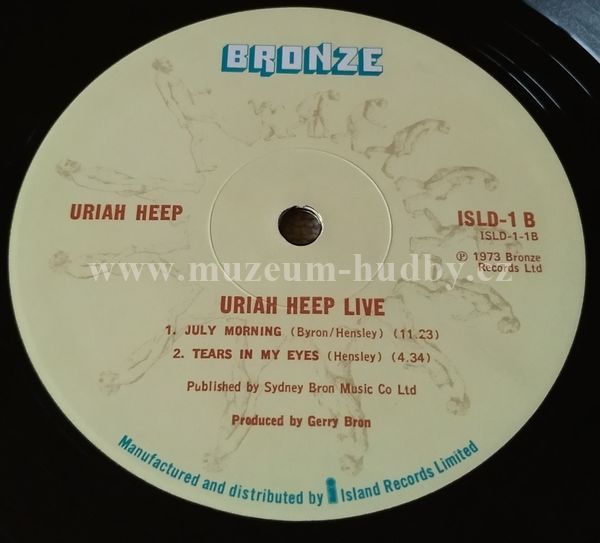 BRONZE
URIAH HEEP
ISLD-1 B
ISLD-1-1B
℗ 1973 Bronze
Records Ltd
www.muzeum-hudby.cz
URIAH HEEP LIVE
1. JULY MORNING (Byron/Hensley) (11.23)
2. TEARS IN MY EYES (Hensley) (4.34)
Published by Sydney Bron Music Co Ltd
Produced by Gerry Bron
Manufactured and distributed by i Island Records Limited